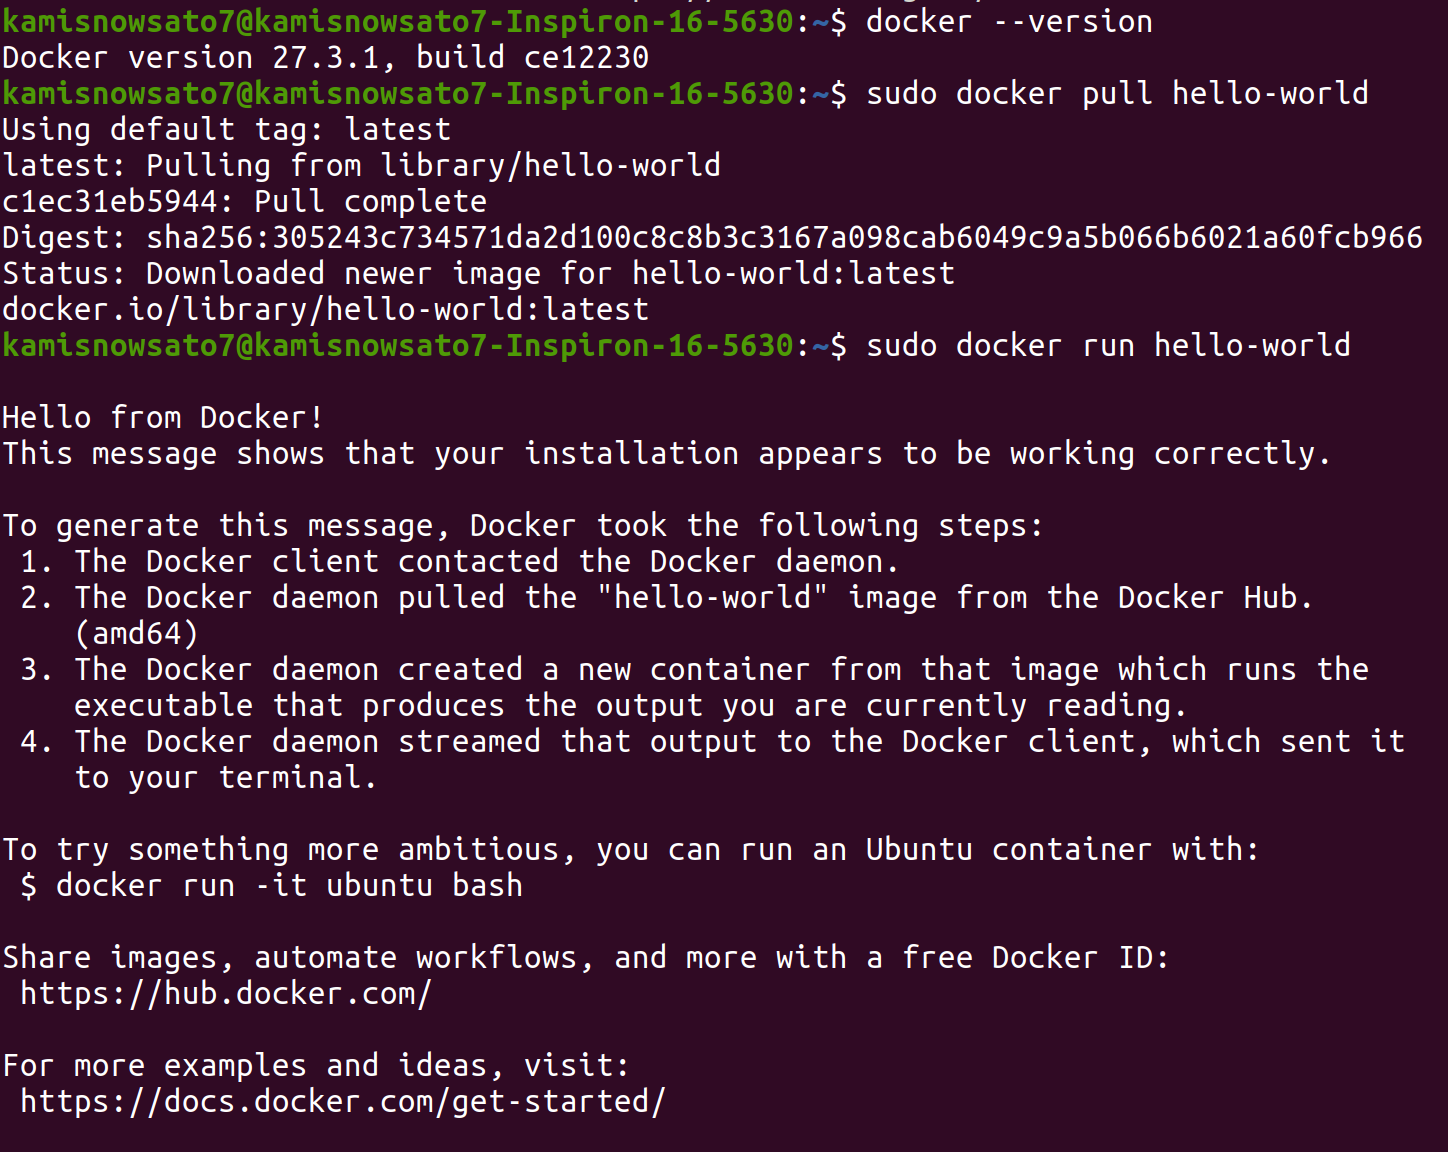 kamisnowsato7@kamisnowsato7-Inspiron-16-5630:~$ docker --version
Docker version 27.3.1, build ce12230
kamisnowsato7@kamisnowsato7-Inspiron-16-5630:~$ sudo docker pull hello-world
Using default tag: latest
latest: Pulling from library/hello-world
c1ec31eb5944: Pull complete
Digest: sha256:305243c734571da2d100c8c8b3c3167a098cab6049c9a5b066b6021a60fcb966
Status: Downloaded newer image for hello-world:latest
docker.io/library/hello-world:latest
kamisnowsato7@kamisnowsato7-Inspiron-16-5630:~$ sudo docker run hello-world

Hello from Docker!
This message shows that your installation appears to be working correctly.

To generate this message, Docker took the following steps:
 1. The Docker client contacted the Docker daemon.
 2. The Docker daemon pulled the "hello-world" image from the Docker Hub.
    (amd64)
 3. The Docker daemon created a new container from that image which runs the
    executable that produces the output you are currently reading.
 4. The Docker daemon streamed that output to the Docker client, which sent it
    to your terminal.

To try something more ambitious, you can run an Ubuntu container with:
 $ docker run -it ubuntu bash

Share images, automate workflows, and more with a free Docker ID:
 https://hub.docker.com/

For more examples and ideas, visit:
 https://docs.docker.com/get-started/